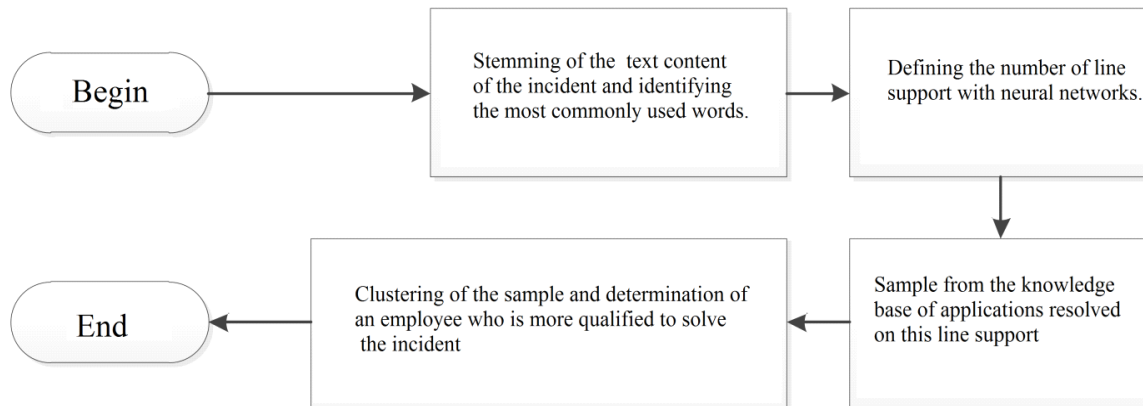 Begin
Stemming of the text content
of the incident and identifying
the most commonly used words.
Defining the number of line
support with neural networks.
Sample from the knowledge
base of applications resolved
on this line support
Clustering of the sample and determination of
an employee who is more qualified to solve
the incident
End